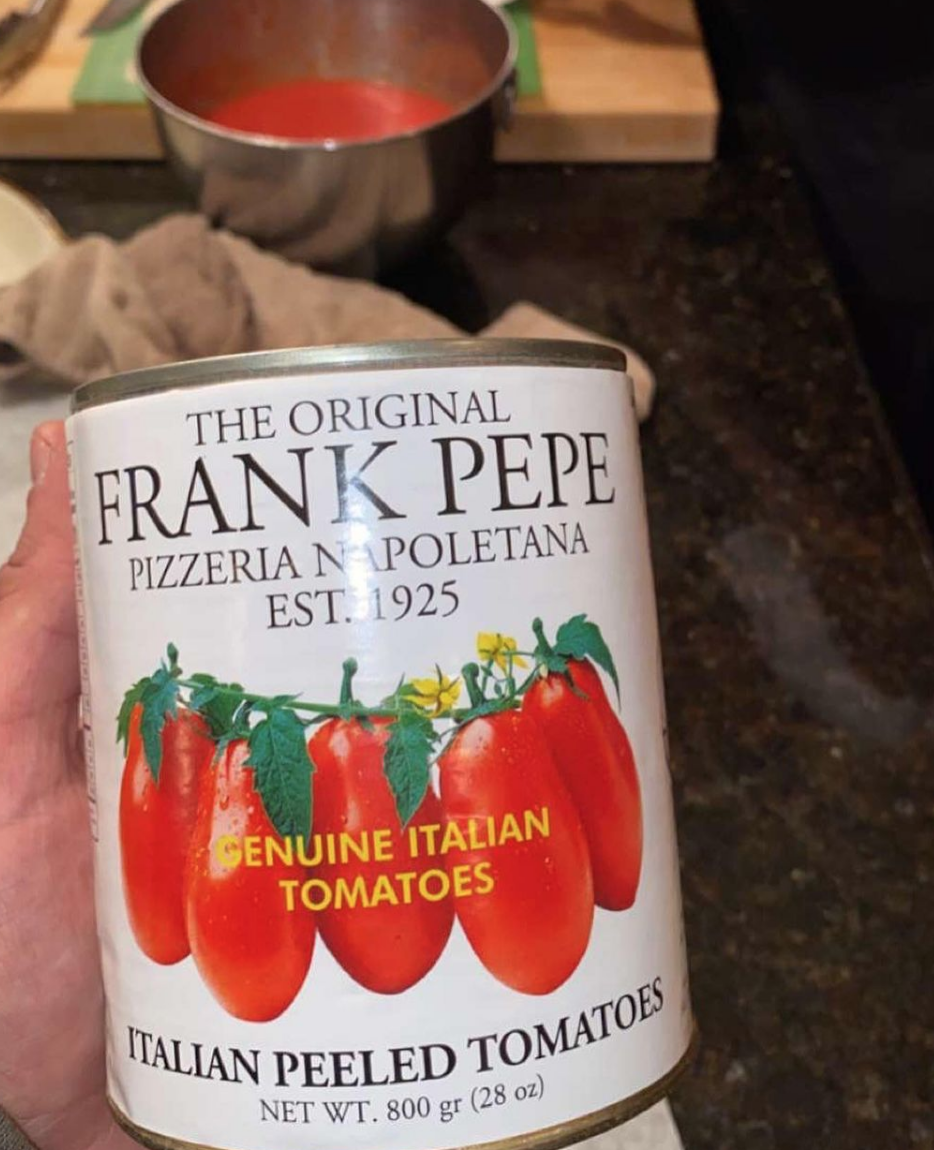 THE ORIGINAL
FRANK PEPE
PIZZERIA NAPOLETANA
EST. 1925
GENUINE ITALIAN
TOMATOES
ITALIAN PEELED TOMATOES
NET WT. 800 gr (28 oz)